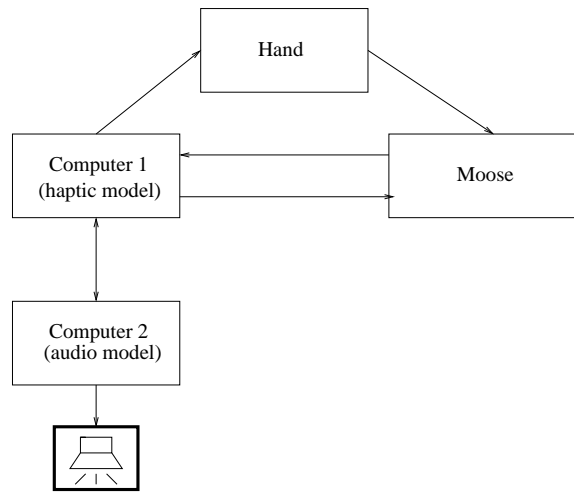 Hand
Computer 1
(haptic model)
Moose
Computer 2
(audio model)